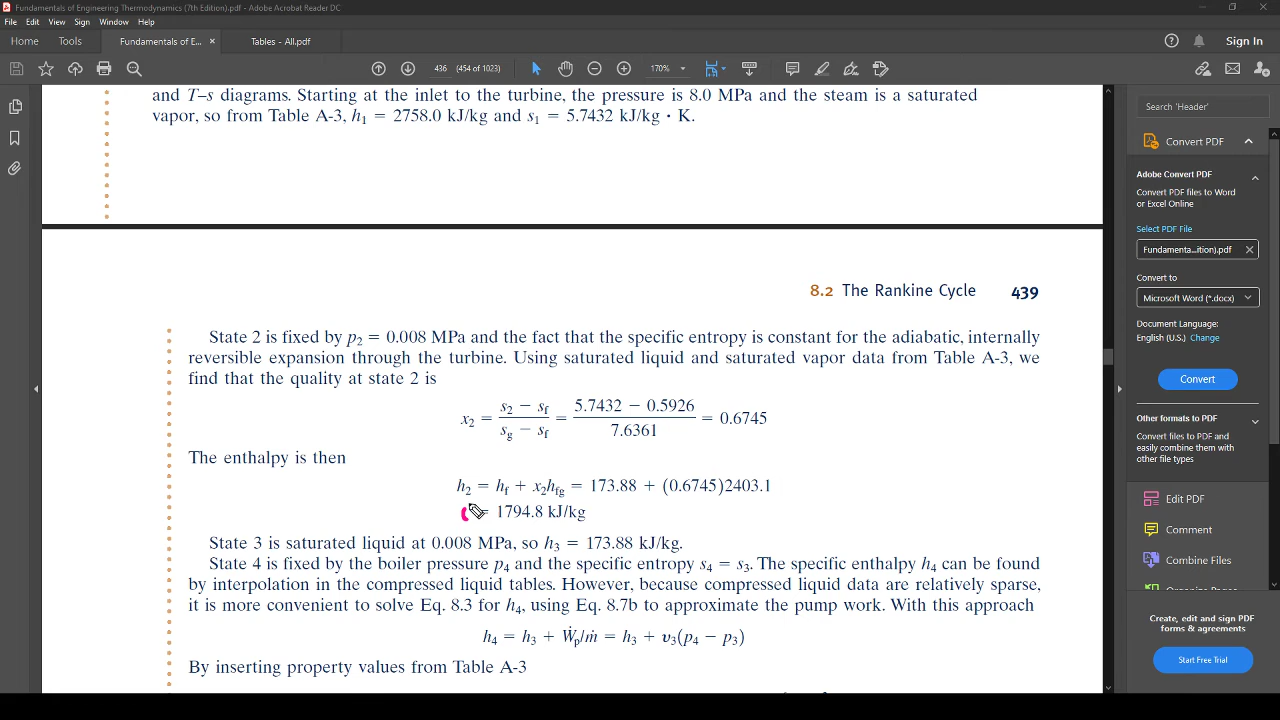 Fundamentals of Engineering Thermodynamics (7th Edition).pdf - Adobe Acrobat Reader DC
File Edit View Sign Window Help
Home Tools Fundamentals of E... × Tables - All.pdf Sign In
436 (454 of 1023) 170%
and T–s diagrams. Starting at the inlet to the turbine, the pressure is 8.0 MPa and the steam is a saturated
vapor, so from Table A-3, h₁ = 2758.0 kJ/kg and s₁ = 5.7432 kJ/kg · K.
8.2 The Rankine Cycle 439
State 2 is fixed by p₂ = 0.008 MPa and the fact that the specific entropy is constant for the adiabatic, internally
reversible expansion through the turbine. Using saturated liquid and saturated vapor data from Table A-3, we
find that the quality at state 2 is
x₂ = (s₂ − s_f)/(s_g − s_f) = (5.7432 − 0.5926)/7.6361 = 0.6745
The enthalpy is then
h₂ = h_f + x₂h_fg = 173.88 + (0.6745)2403.1
= 1794.8 kJ/kg
State 3 is saturated liquid at 0.008 MPa, so h₃ = 173.88 kJ/kg.
State 4 is fixed by the boiler pressure p₄ and the specific entropy s₄ = s₃. The specific enthalpy h₄ can be found
by interpolation in the compressed liquid tables. However, because compressed liquid data are relatively sparse,
it is more convenient to solve Eq. 8.3 for h₄, using Eq. 8.7b to approximate the pump work. With this approach
h₄ = h₃ + Ẇ_p/ṁ = h₃ + υ₃(p₄ − p₃)
By inserting property values from Table A-3
Search 'Header'
Convert PDF
Adobe Convert PDF
Convert PDF files to Word
or Excel Online
Select PDF File
Fundamenta...ition).pdf ×
Convert to
Microsoft Word (*.docx)
Document Language:
English (U.S.) Change
Convert
Other formats to PDF
Convert files to PDF and
easily combine them with
other file types
Edit PDF
Comment
Combine Files
Create, edit and sign PDF
forms & agreements
Start Free Trial